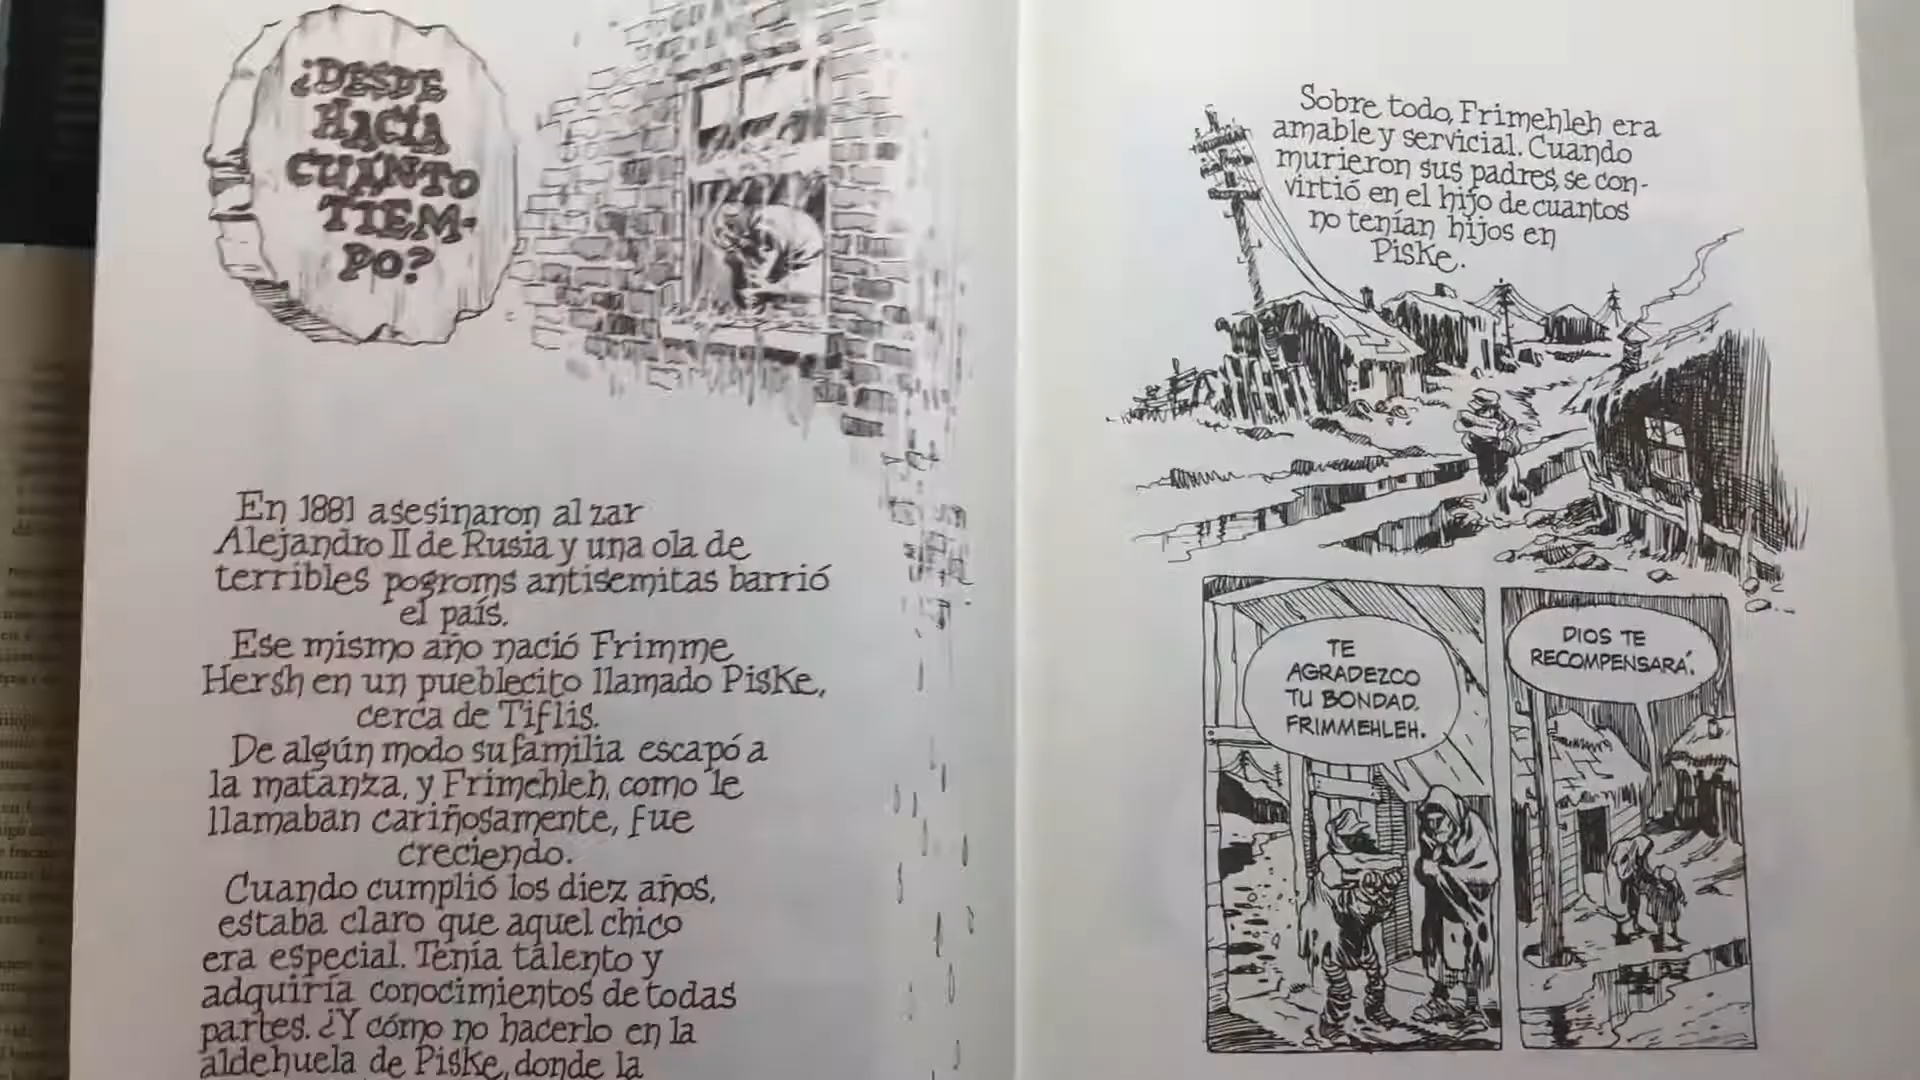 ¿DESDE
HACÍA
CUÁNTO
TIEM-
PO?
En 1881 asesinaron al zar
Alejandro II de Rusia y una ola de
terribles pogroms antisemitas barrió
el país.
Ese mismo año nació Frimme
Hersh en un pueblecito llamado Piske,
cerca de Tiflis.
De algún modo su familia escapó a
la matanza, y Frimehleh, como le
llamaban cariñosamente, fue
creciendo.
Cuando cumplió los diez años,
estaba claro que aquel chico
era especial. Tenía talento y
adquiría conocimientos de todas
partes. ¿Y cómo no hacerlo en la
aldehuela de Piske, donde la
Sobre todo, Frimehleh era
amable y servicial. Cuando
murieron sus padres, se con-
virtió en el hijo de cuantos
no tenían hijos en
Piske.
TE
AGRADEZCO
TU BONDAD,
FRIMMEHLEH.
DIOS TE
RECOMPENSARÁ.